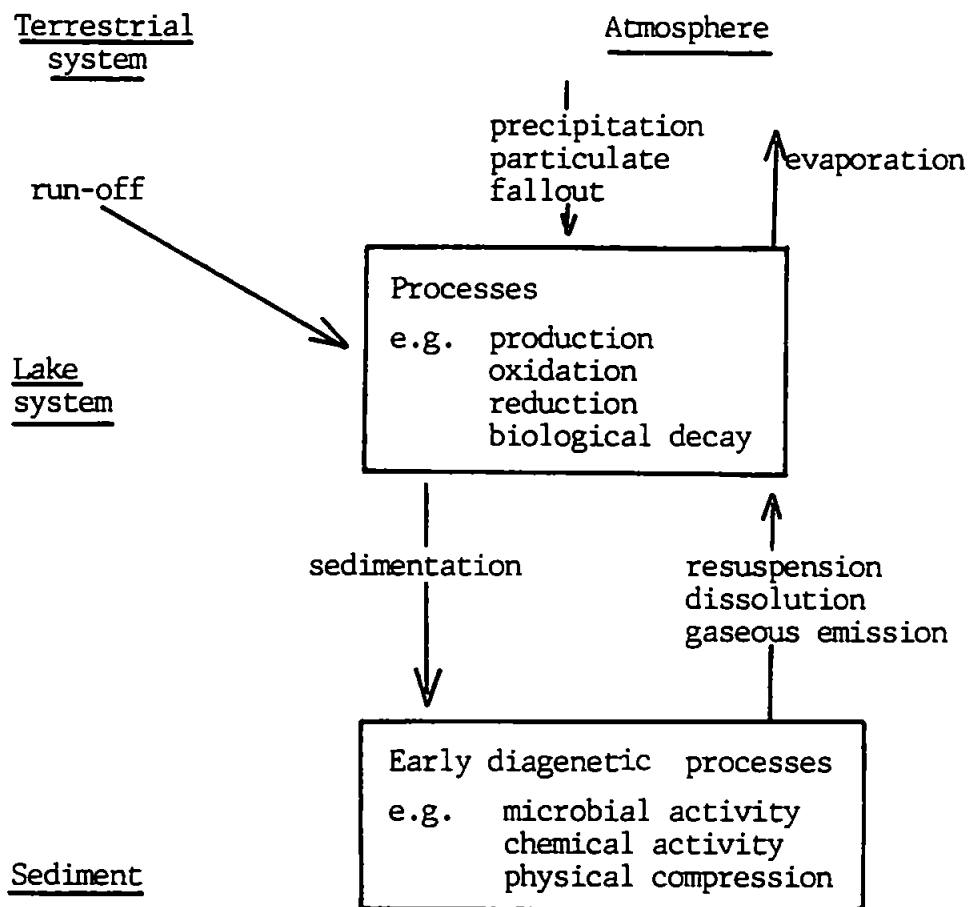 Terrestrial
system
Atmosphere
precipitation
particulate
fallout
evaporation
run-off
Processes
e.g. production
oxidation
reduction
biological decay
Lake
system
sedimentation
resuspension
dissolution
gaseous emission
Early diagenetic processes
e.g. microbial activity
chemical activity
physical compression
Sediment